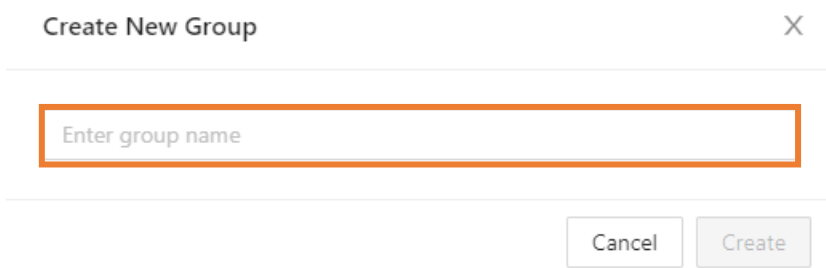 Create New Group
X
Enter group name
Cancel
Create